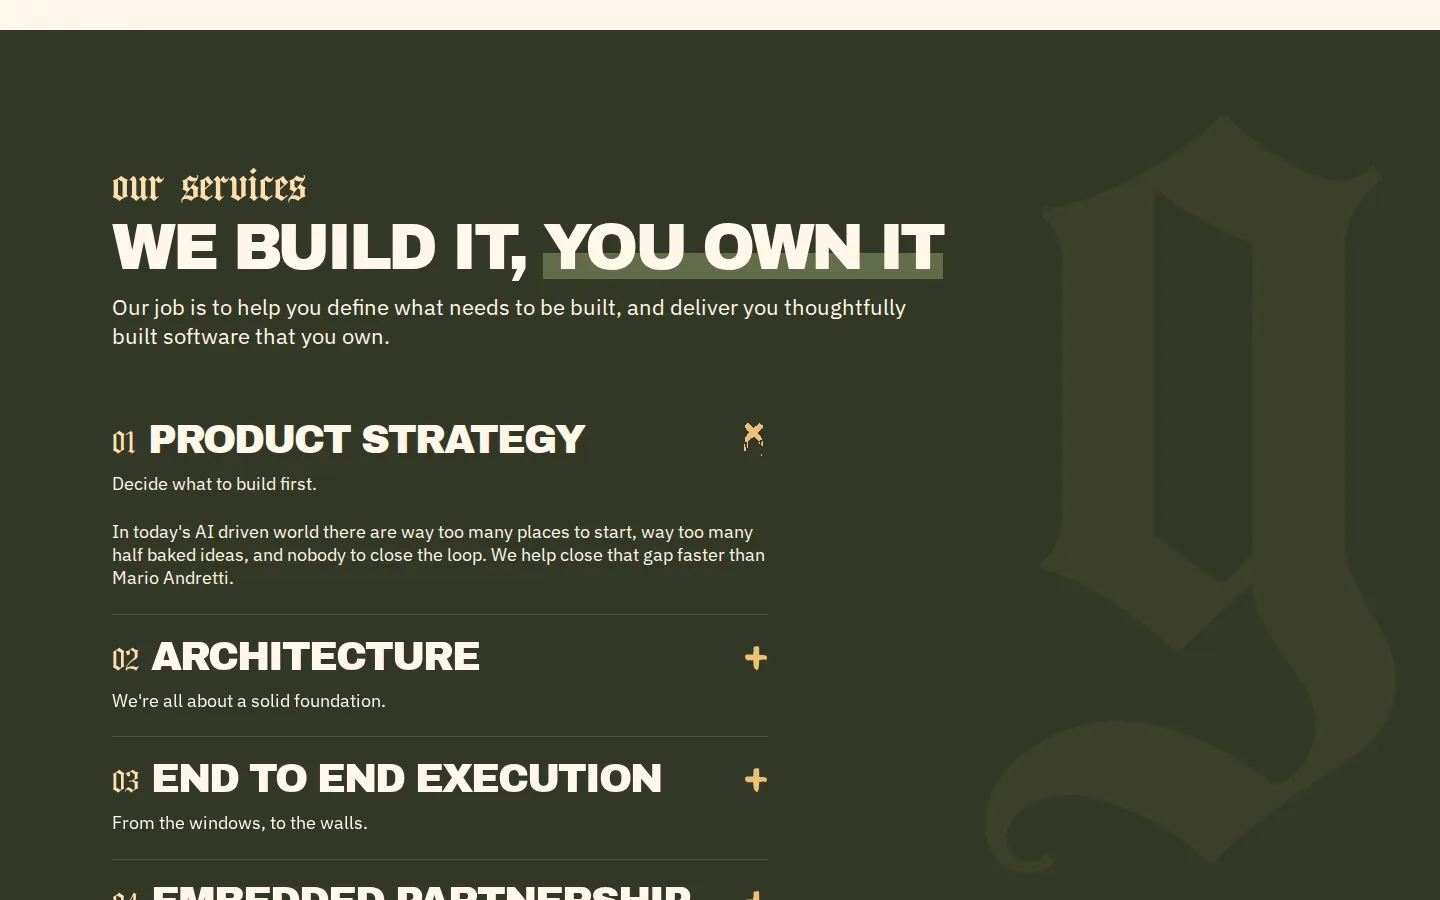 our services
WE BUILD IT, YOU OWN IT
Our job is to help you define what needs to be built, and deliver you thoughtfully
built software that you own.
01 PRODUCT STRATEGY
Decide what to build first.
In today's AI driven world there are way too many places to start, way too many
half baked ideas, and nobody to close the loop. We help close that gap faster than
Mario Andretti.
02 ARCHITECTURE
We're all about a solid foundation.
03 END TO END EXECUTION
From the windows, to the walls.
04 EMBEDDED PARTNERSHIP